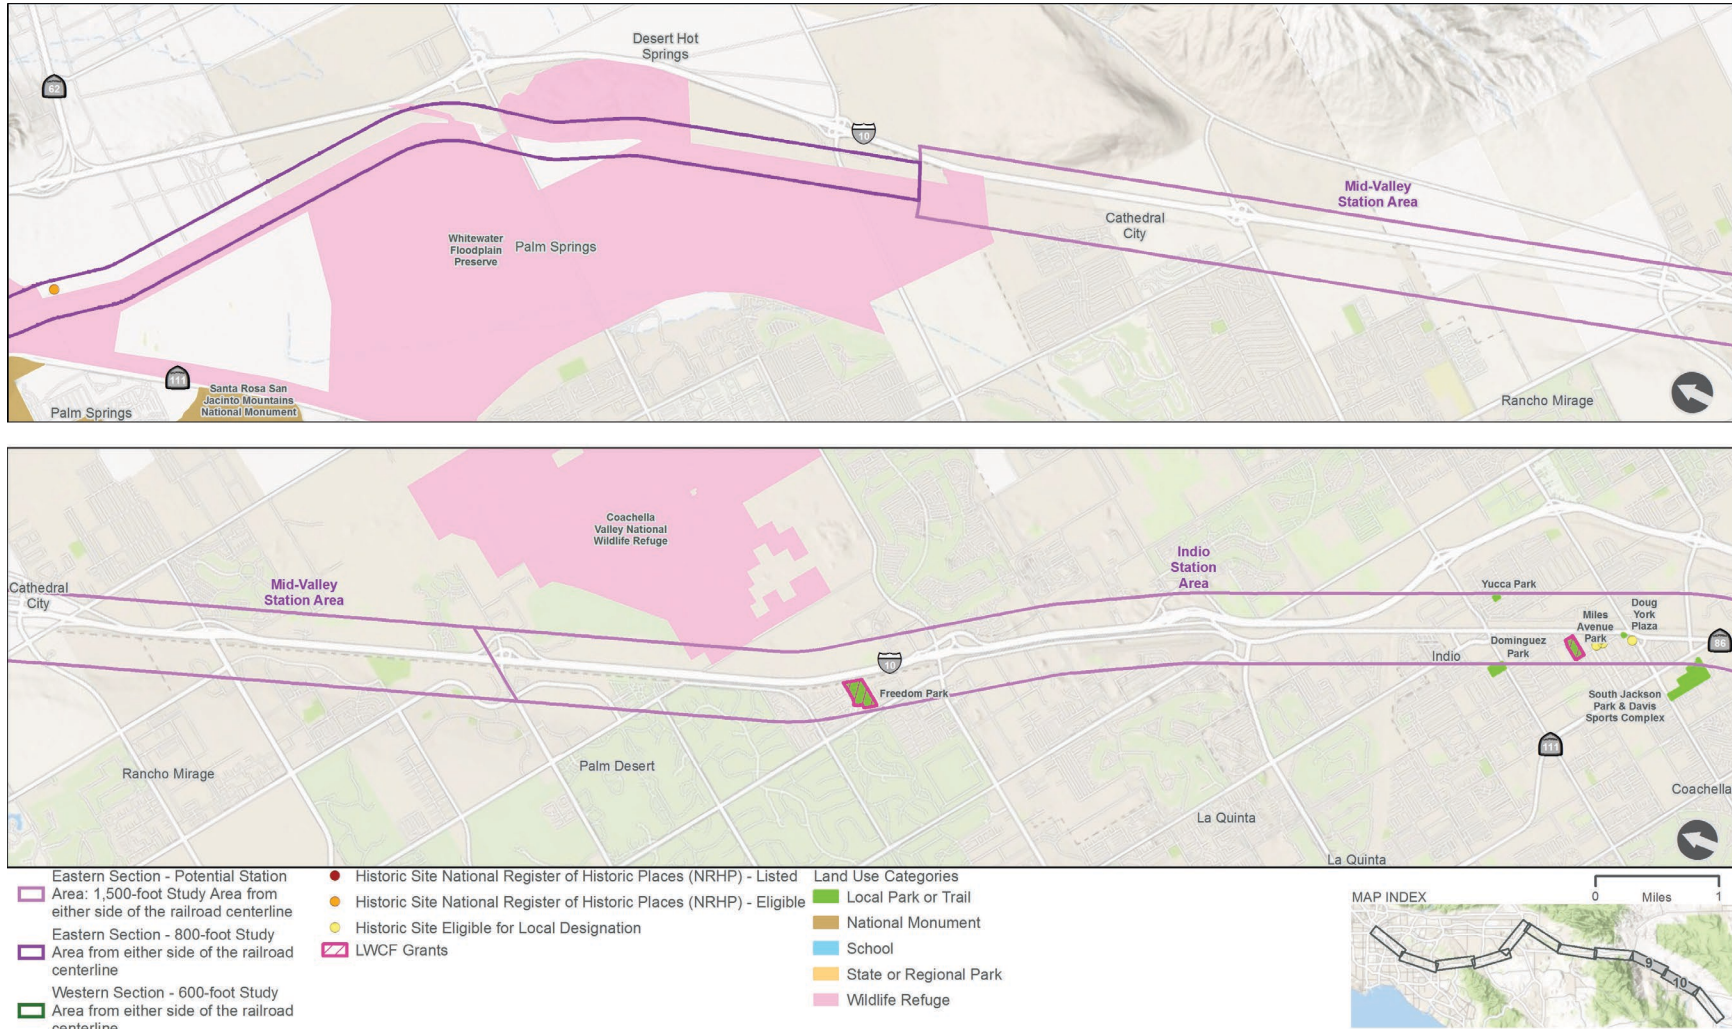 Desert Hot
Springs
62
10
Mid-Valley
Station Area
Cathedral
City
Whitewater
Floodplain
Preserve
Palm Springs
111
Santa Rosa San
Jacinto Mountains
National Monument
Palm Springs
Rancho Mirage
Coachella
Valley National
Wildlife Refuge
Cathedral
City
Mid-Valley
Station Area
Indio
Station
Area
Yucca Park
Miles
Avenue
Park
Doug
York
Plaza
Dominguez
Park
Indio
86
10
Freedom Park
South Jackson
Park & Davis
Sports Complex
111
Rancho Mirage
Palm Desert
Coachella
La Quinta
La Quinta
Eastern Section - Potential Station
Area: 1,500-foot Study Area from
either side of the railroad centerline
Eastern Section - 800-foot Study
Area from either side of the railroad
centerline
Western Section - 600-foot Study
Area from either side of the railroad
centerline
Historic Site National Register of Historic Places (NRHP) - Listed
Historic Site National Register of Historic Places (NRHP) - Eligible
Historic Site Eligible for Local Designation
LWCF Grants
Land Use Categories
Local Park or Trail
National Monument
School
State or Regional Park
Wildlife Refuge
MAP INDEX
0 Miles 1
9
10